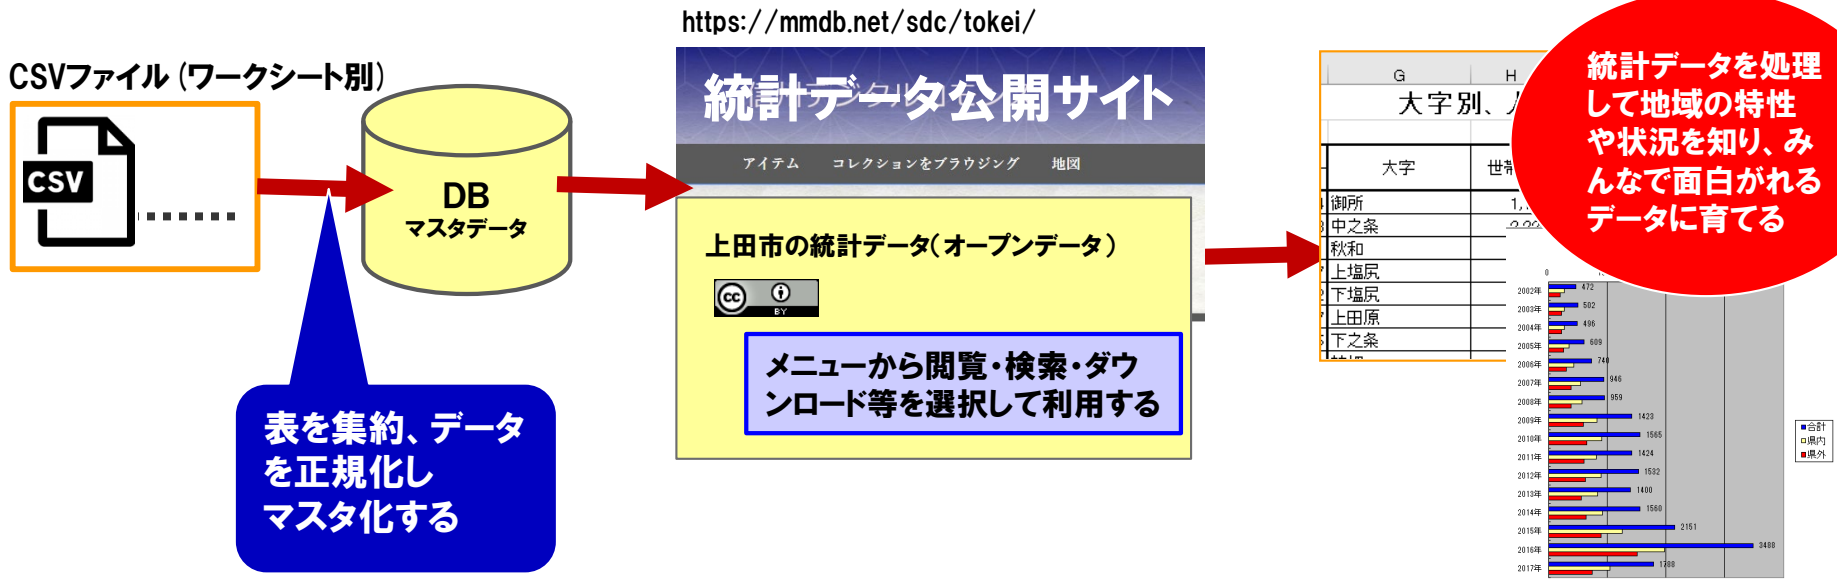 https://mmdb.net/sdc/tokei/
CSVファイル (ワークシート別)
CSV
DB
マスタデータ
表を集約、データ
を正規化し
マスタ化する
統計データ公開サイト
アイテム コレクションをブラウジング 地図
上田市の統計データ(オープンデータ)
cc
BY
メニューから閲覧・検索・ダウ
ンロード等を選択して利用する
G H
大字別、
大字
御所
中之条
秋和
上塩尻
下塩尻
上田原
下之条
統計データを処理
して地域の特性
や状況を知り、み
んなで面白がれる
データに育てる
0
2002年 472
2003年 502
2004年 496
2005年 609
2006年 740
2007年 946
2008年 959
2009年 1423
2010年 1565
2011年 1424
2012年 1532
2013年 1400
2014年 1560
2015年 2151
2016年 3488
2017年 1788
合計
県内
県外